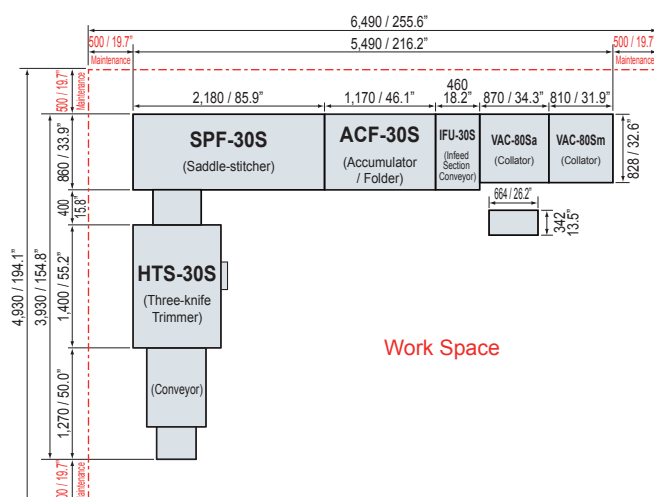 6,490 / 255.6”
500 / 19.7”
5,490 / 216.2”
500 / 19.7”
Maintenance
Maintenance
460
18.2”
2,180 / 85.9”
1,170 / 46.1”
870 / 34.3”
810 / 31.9”
500 / 19.7”
Maintenance
SPF-30S
(Saddle-stitcher)
ACF-30S
(Accumulator
/ Folder)
IFU-30S
(Infeed
Section
Conveyor)
VAC-80Sa
(Collator)
VAC-80Sm
(Collator)
828 / 32.6”
860 / 33.9”
664 / 26.2”
342
13.5”
400
15.8”
4,930 / 194.1”
3,930 / 154.8”
HTS-30S
(Three-knife
Trimmer)
1,400 / 55.2”
Work Space
(Conveyor)
1,270 / 50.0”
/ 19.7”
Maintenance